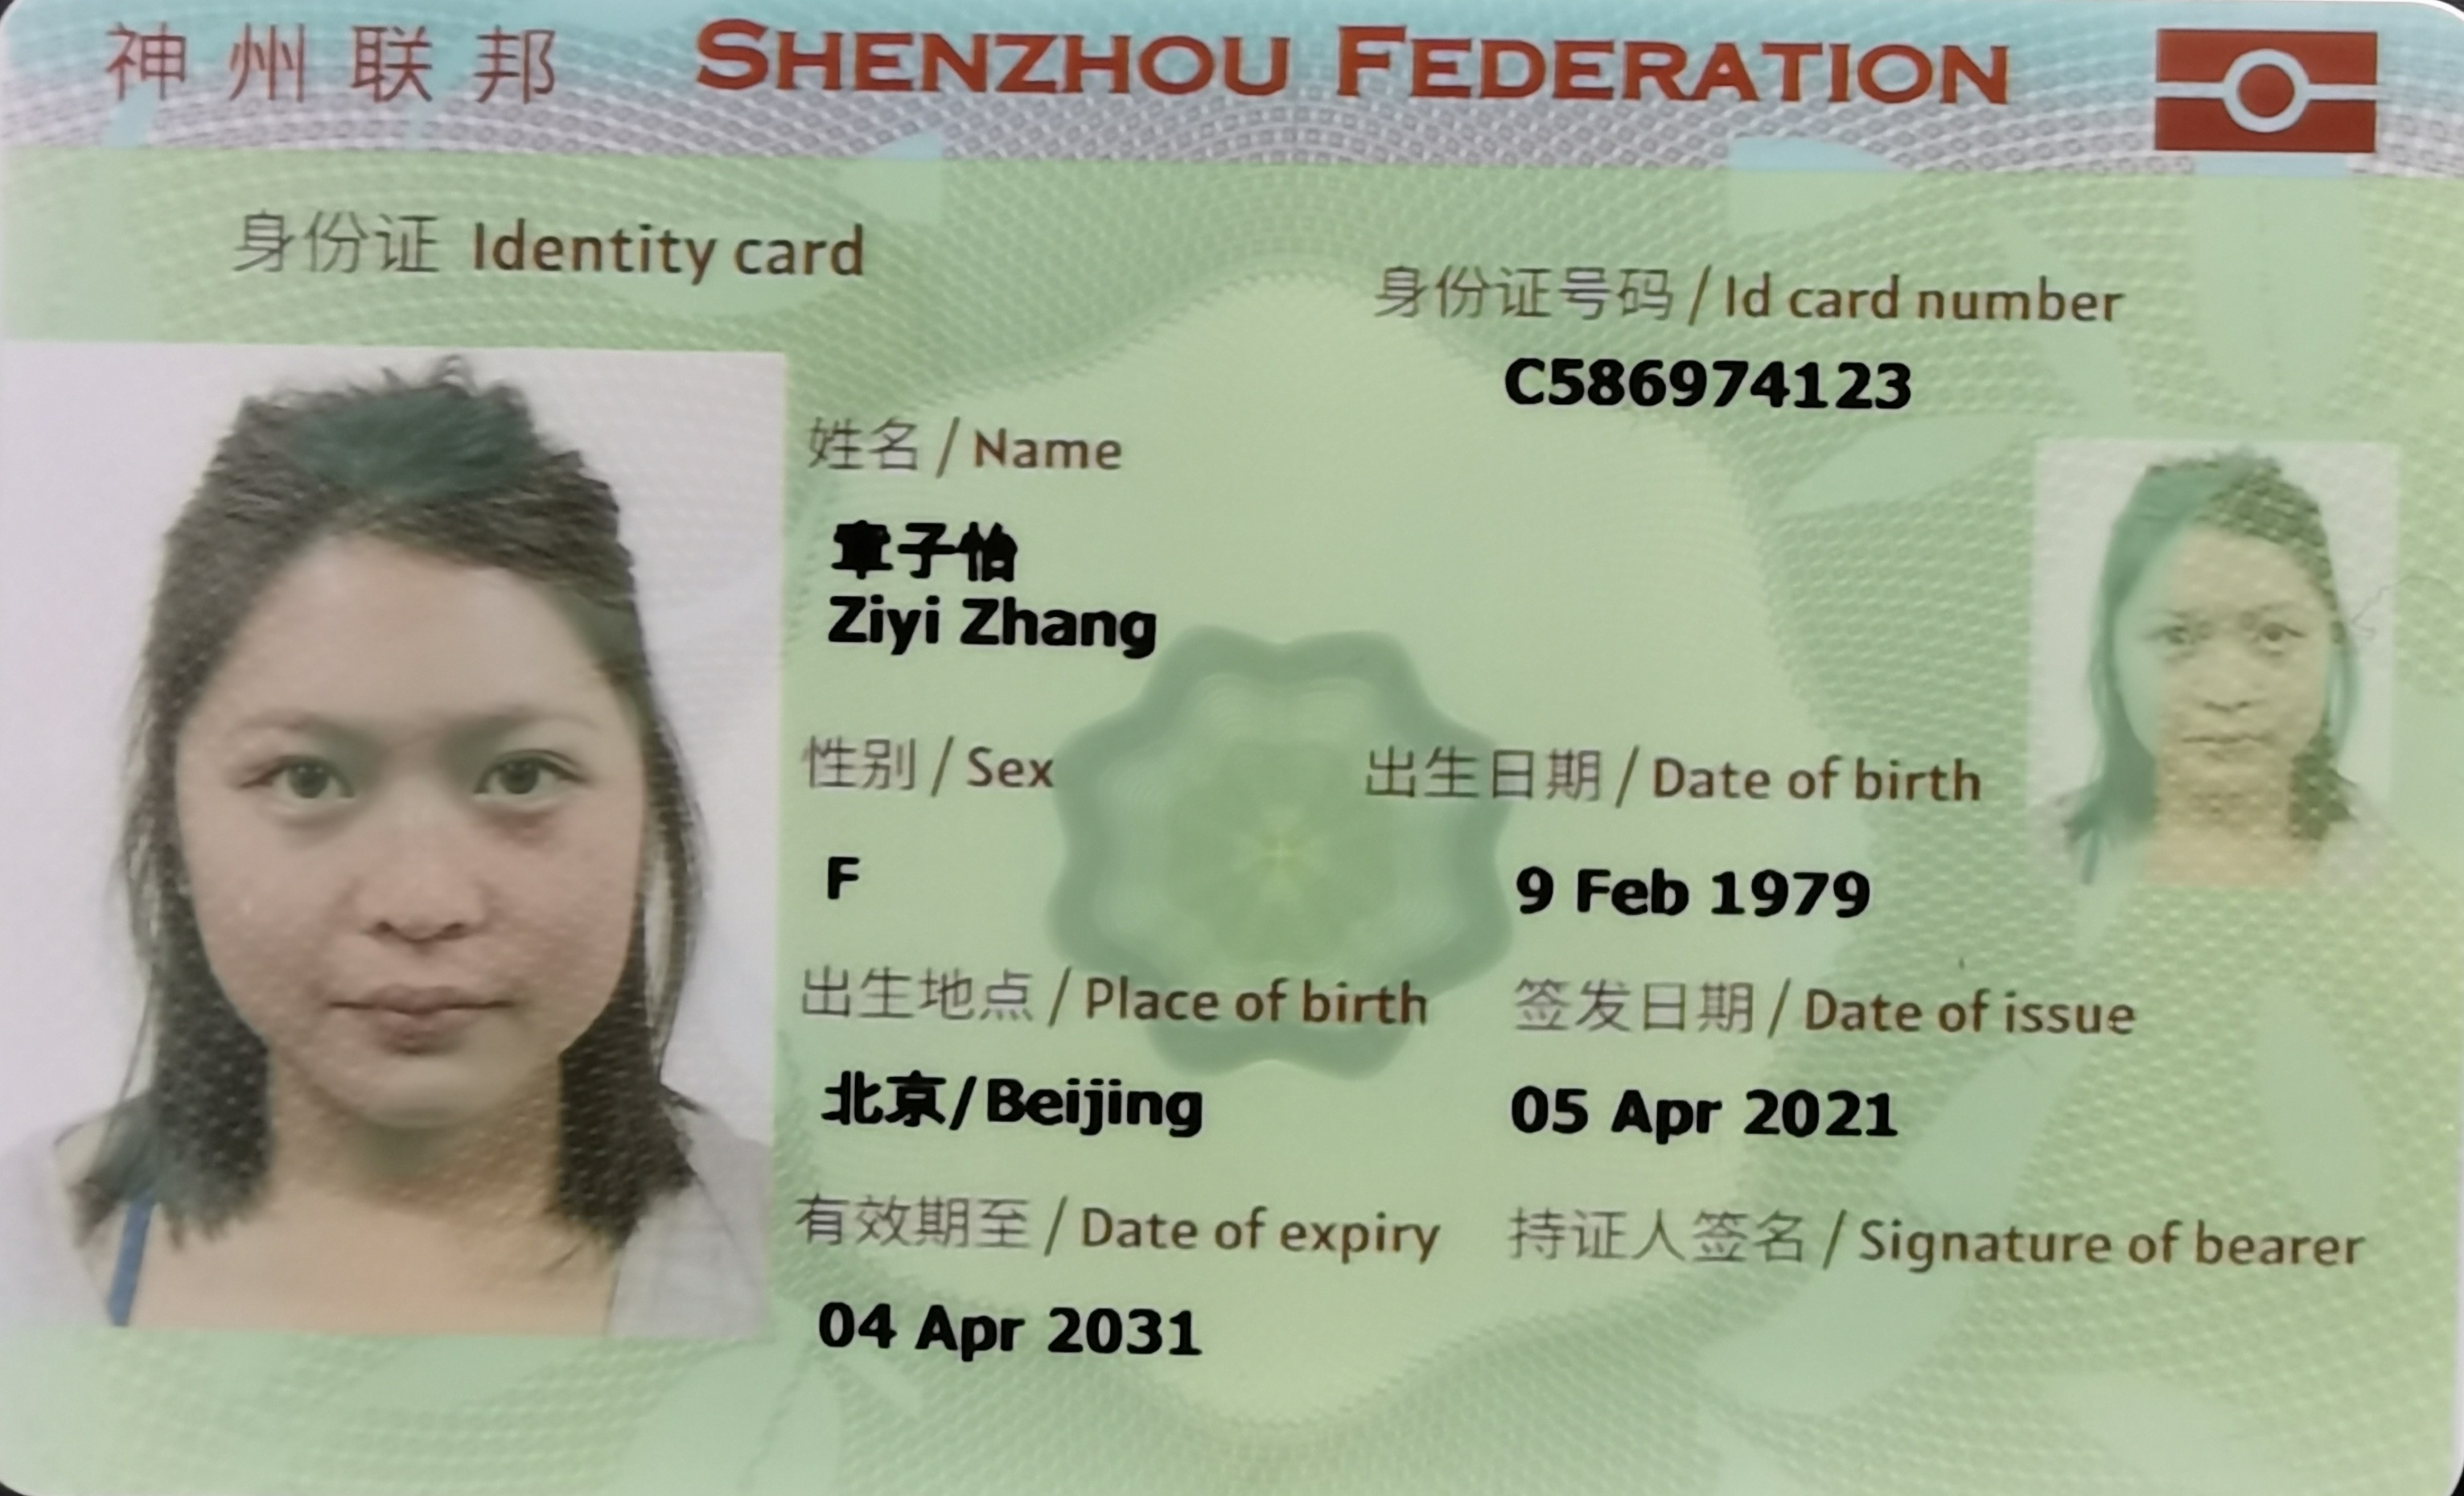 神州联邦 SHENZHOU FEDERATION
身份证 Identity card
身份证号码 / Id card number
C586974123
姓名 / Name
章子怡
Ziyi Zhang
性别 / Sex
F
出生日期 / Date of birth
9 Feb 1979
出生地点 / Place of birth
北京/Beijing
签发日期 / Date of issue
05 Apr 2021
有效期至 / Date of expiry
04 Apr 2031
持证人签名 / Signature of bearer